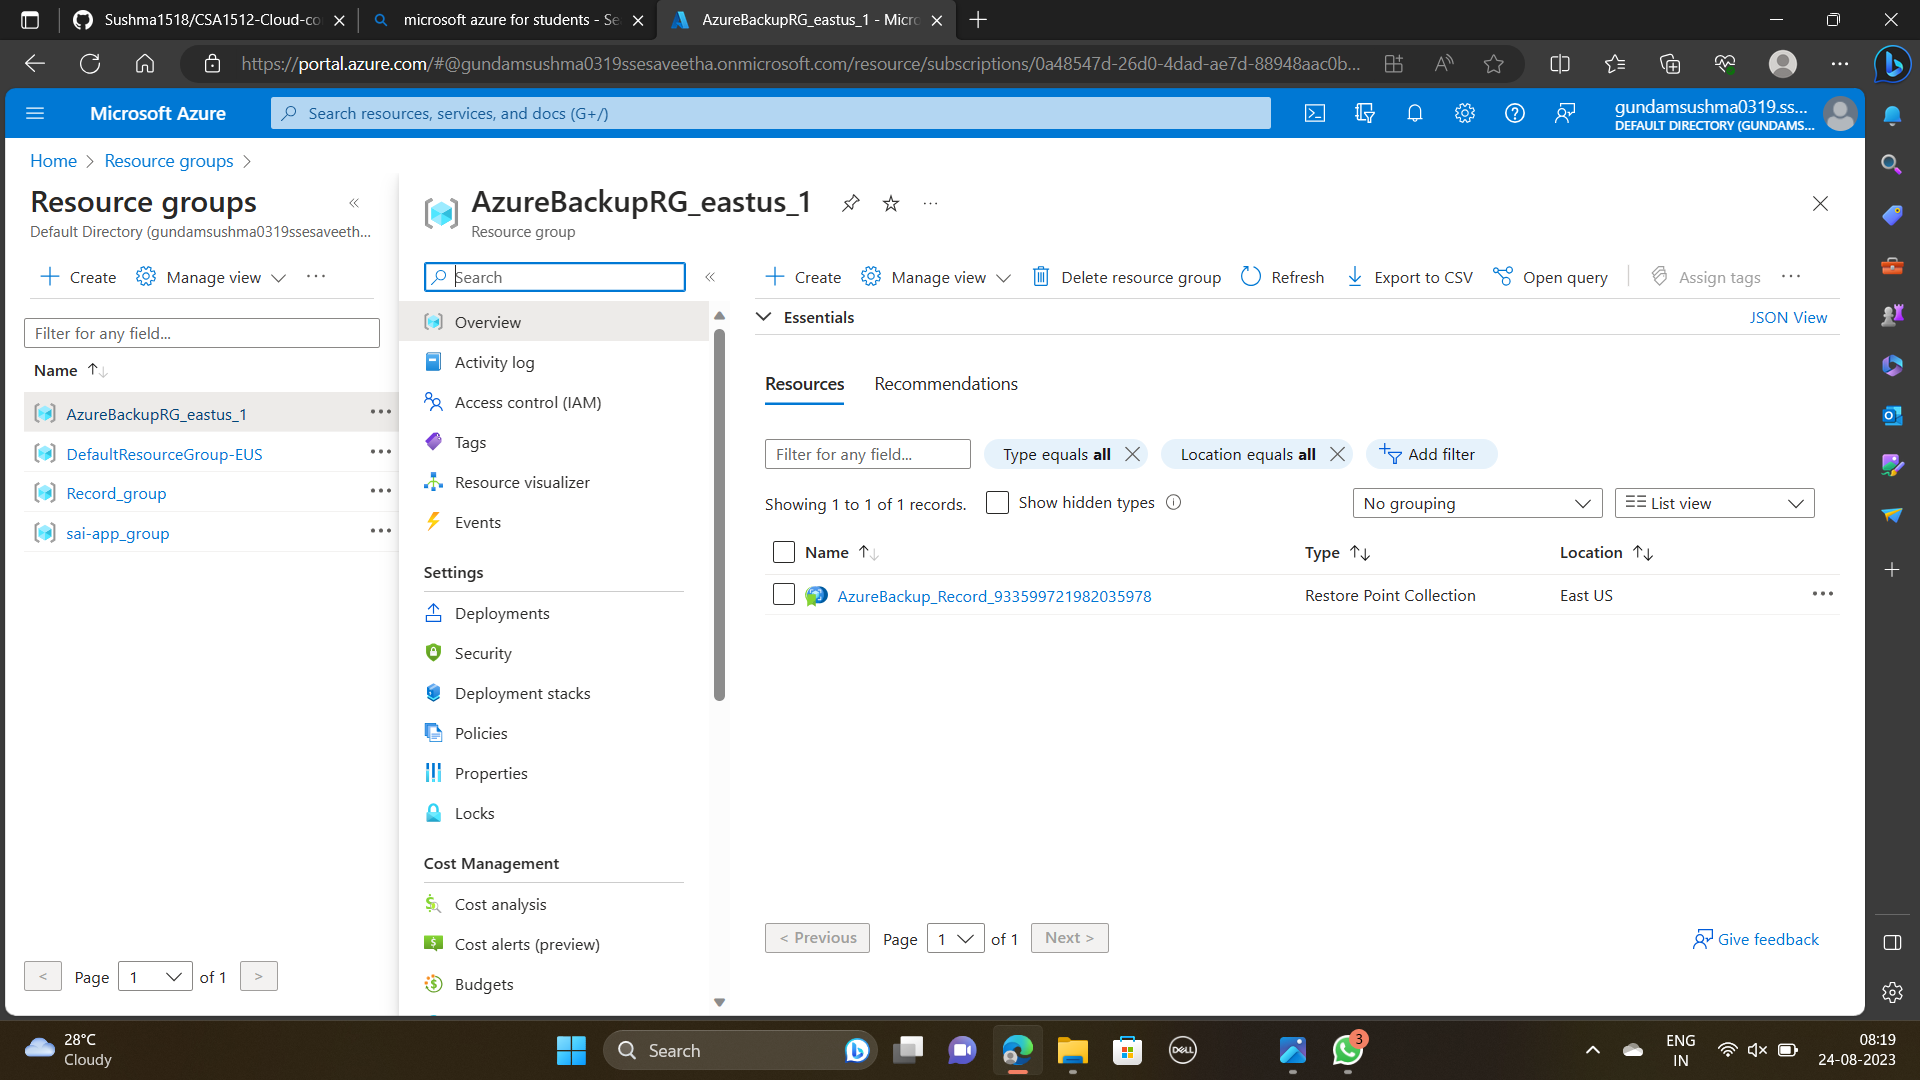 Sushma1518/CSA1512-Cloud-co
microsoft azure for students - Se
AzureBackupRG_eastus_1 - Micro
https://portal.azure.com/#@gundamsushma0319ssesaveetha.onmicrosoft.com/resource/subscriptions/0a48547d-26d0-4dad-ae7d-88948aac0b...
Microsoft Azure
Search resources, services, and docs (G+/)
gundamsushma0319.ss...
DEFAULT DIRECTORY (GUNDAMS...
Home > Resource groups >
Resource groups
Default Directory (gundamsushma0319ssesaveeth...
Create
Manage view
Filter for any field...
Name
AzureBackupRG_eastus_1
DefaultResourceGroup-EUS
Record_group
sai-app_group
< Page 1 of 1 >
AzureBackupRG_eastus_1
Resource group
Search
Overview
Activity log
Access control (IAM)
Tags
Resource visualizer
Events
Settings
Deployments
Security
Deployment stacks
Policies
Properties
Locks
Cost Management
Cost analysis
Cost alerts (preview)
Budgets
Create
Manage view
Delete resource group
Refresh
Export to CSV
Open query
Assign tags
Essentials
JSON View
Resources
Recommendations
Filter for any field...
Type equals all
Location equals all
Add filter
Showing 1 to 1 of 1 records.
Show hidden types
No grouping
List view
Name
Type
Location
AzureBackup_Record_933599721982035978
Restore Point Collection
East US
< Previous
Page 1 of 1
Next >
Give feedback
28°C
Cloudy
Search
DELL
3
ENG
IN
08:19
24-08-2023